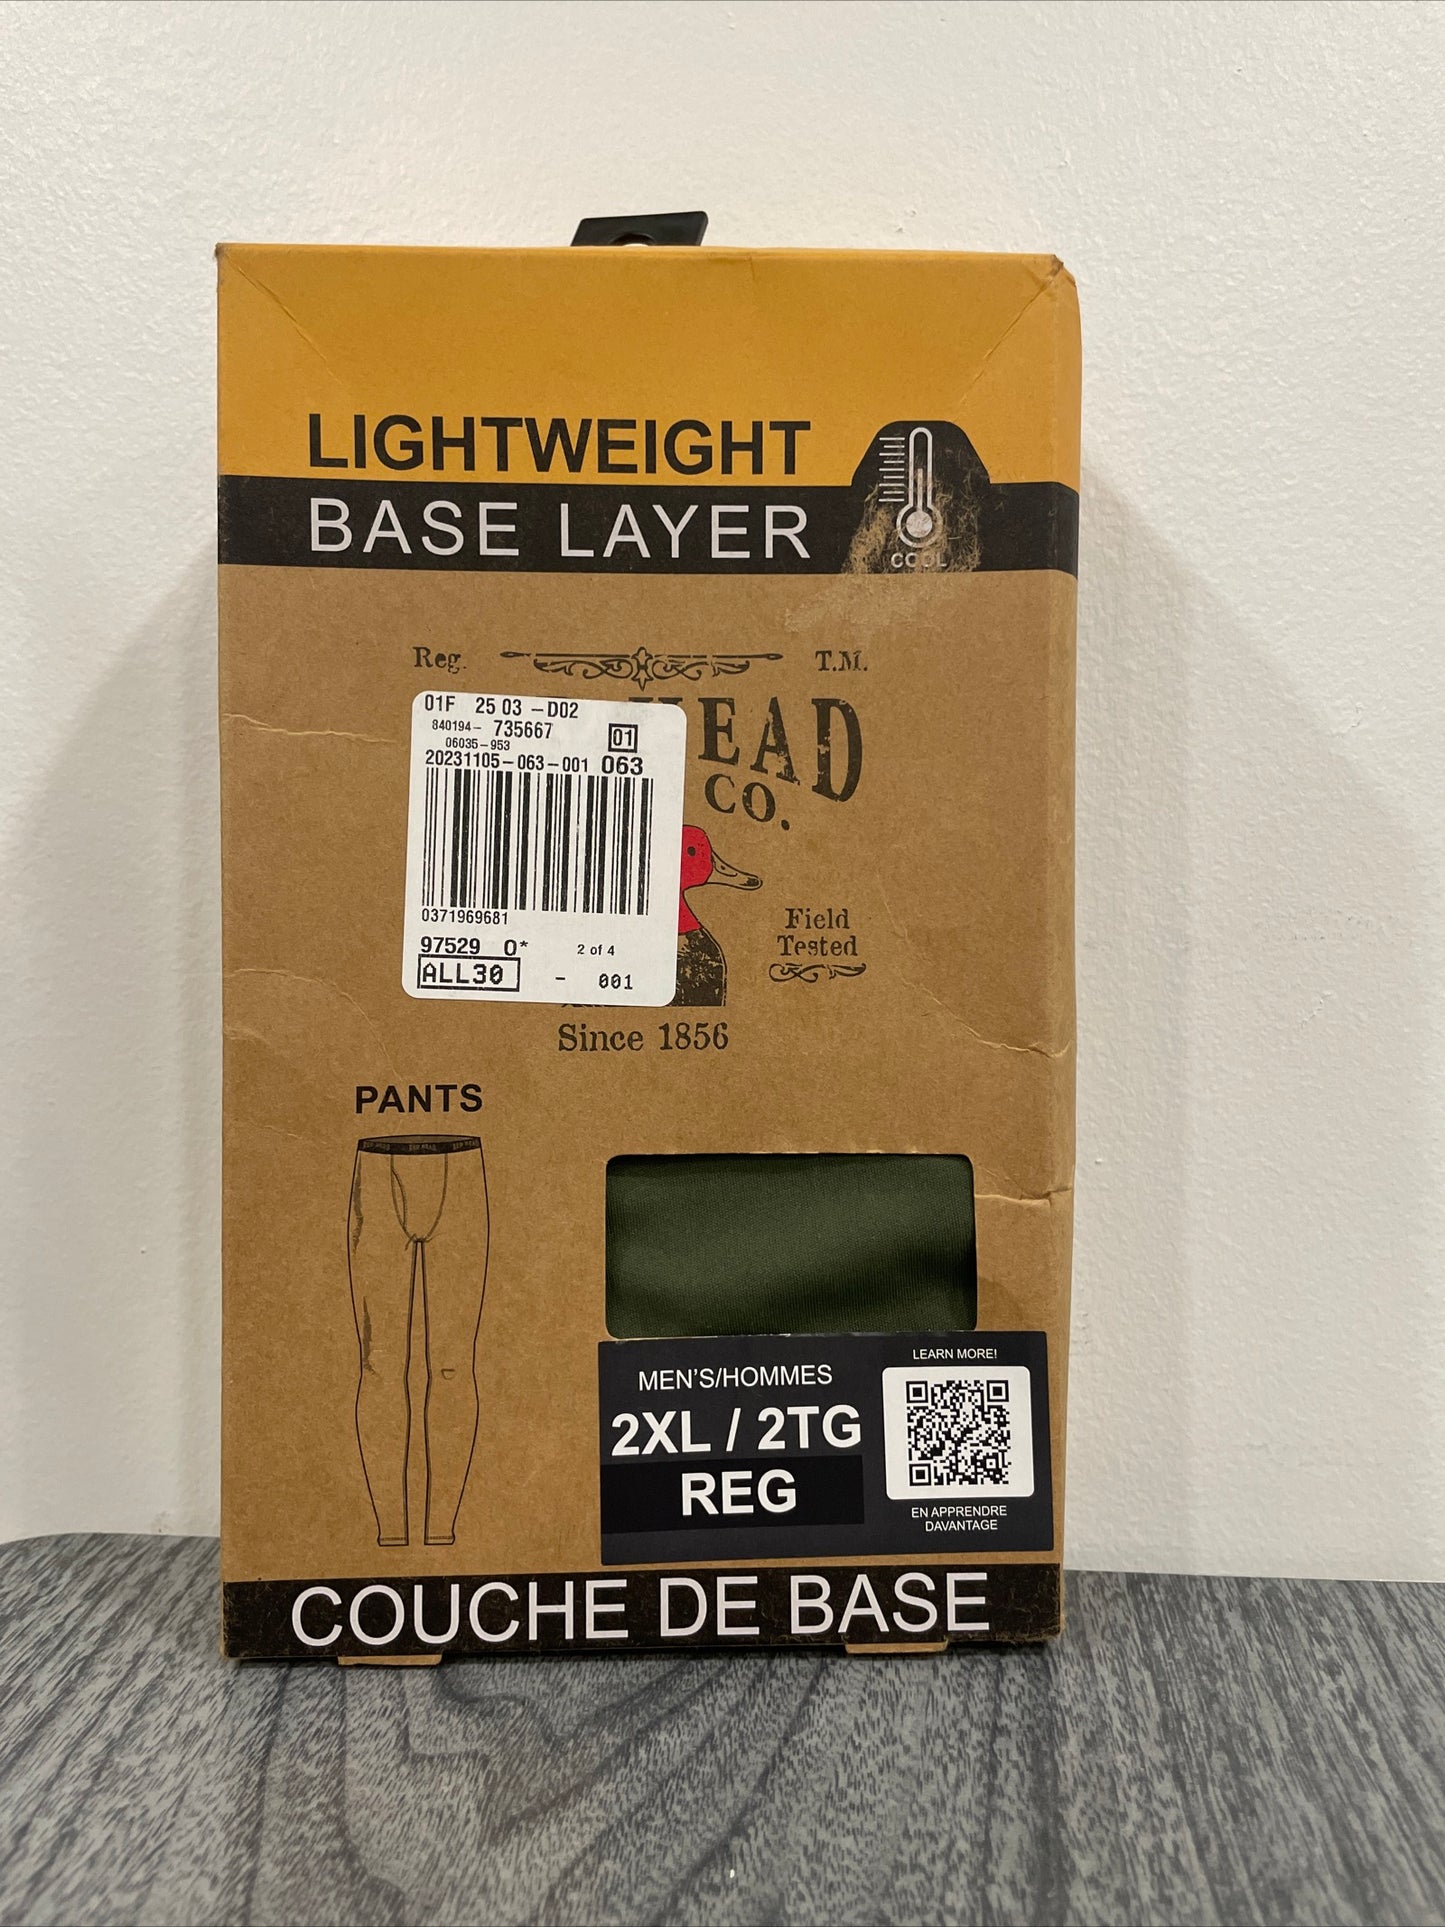 LIGHTWEIGHT
BASE LAYER
COOL
Reg. T.M.
HEAD
CO.
01F 25 03 -D02
840194- 735667 01
06035-953
20231105-063-001 063
0371969681
97529 0* 2 of 4
ALL30 - 001
Field
Tested
Since 1856
PANTS
MEN'S/HOMMES
2XL / 2TG
REG
LEARN MORE!
EN APPRENDRE
DAVANTAGE
COUCHE DE BASE